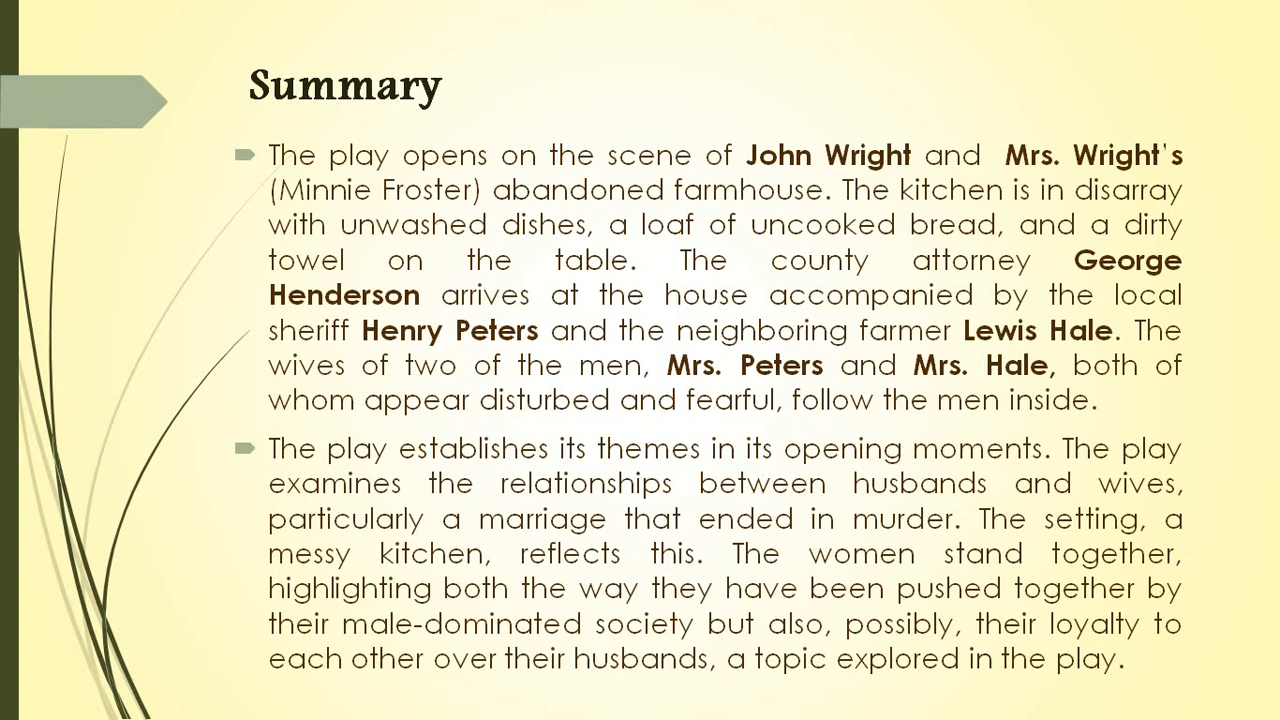 Summary
The play opens on the scene of John Wright and Mrs. Wright's
(Minnie Froster) abandoned farmhouse. The kitchen is in disarray
with unwashed dishes, a loaf of uncooked bread, and a dirty
towel on the table. The county attorney George
Henderson arrives at the house accompanied by the local
sheriff Henry Peters and the neighboring farmer Lewis Hale. The
wives of two of the men, Mrs. Peters and Mrs. Hale, both of
whom appear disturbed and fearful, follow the men inside.
The play establishes its themes in its opening moments. The play
examines the relationships between husbands and wives,
particularly a marriage that ended in murder. The setting, a
messy kitchen, reflects this. The women stand together,
highlighting both the way they have been pushed together by
their male-dominated society but also, possibly, their loyalty to
each other over their husbands, a topic explored in the play.